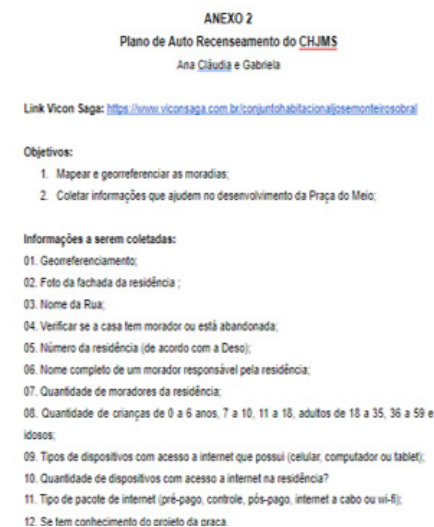 ANEXO 2
Plano de Auto Recenseamento do CHJMS
Ana Cláudia e Gabriela
Link Vicon Saga: https://www.viconsaga.com.br/conjuntohabitacionaljosemonteirosobral
Objetivos:
1. Mapear e georreferenciar as moradias;
2. Coletar informações que ajudem no desenvolvimento da Praça do Meio;
Informações a serem coletadas:
01. Georreferenciamento;
02. Foto da fachada da residência ;
03. Nome da Rua;
04. Verificar se a casa tem morador ou está abandonada;
05. Número da residência (de acordo com a Deso);
06. Nome completo de um morador responsável pela residência;
07. Quantidade de moradores da residência;
08. Quantidade de crianças de 0 a 6 anos, 7 a 10, 11 a 18, adultos de 18 a 35, 36 a 59 e
idosos;
09. Tipos de dispositivos com acesso a internet que possui (celular, computador ou tablet);
10. Quantidade de dispositivos com acesso a internet na residência?
11. Tipo de pacote de internet (pré-pago, controle, pós-pago, internet a cabo ou wi-fi);
12. Se tem conhecimento do projeto da praça.